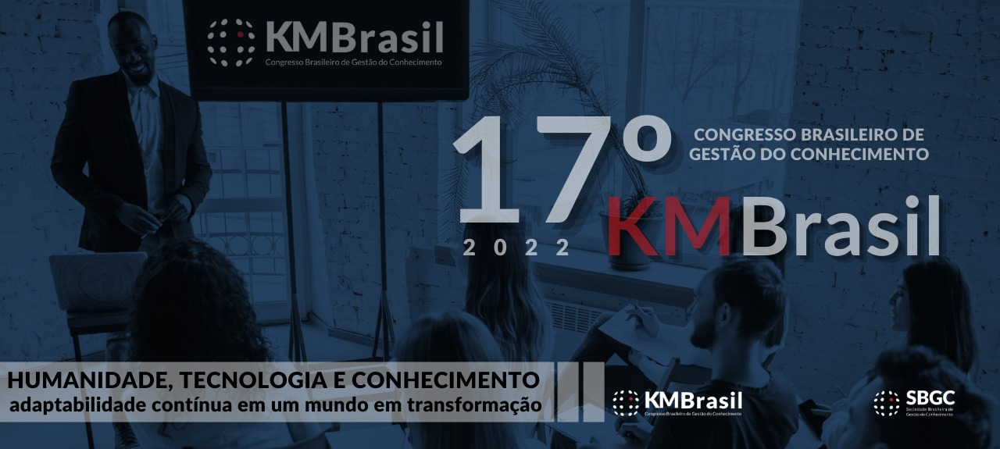 KMBrasil
Congresso Brasileiro de Gestão do Conhecimento
17º
CONGRESSO BRASILEIRO DE
GESTÃO DO CONHECIMENTO
2022
KMBrasil
HUMANIDADE, TECNOLOGIA E CONHECIMENTO
adaptabilidade contínua em um mundo em transformação
KMBrasil
Congresso Brasileiro de Gestão do Conhecimento
SBGC
Sociedade Brasileira de
Gestão do Conhecimento